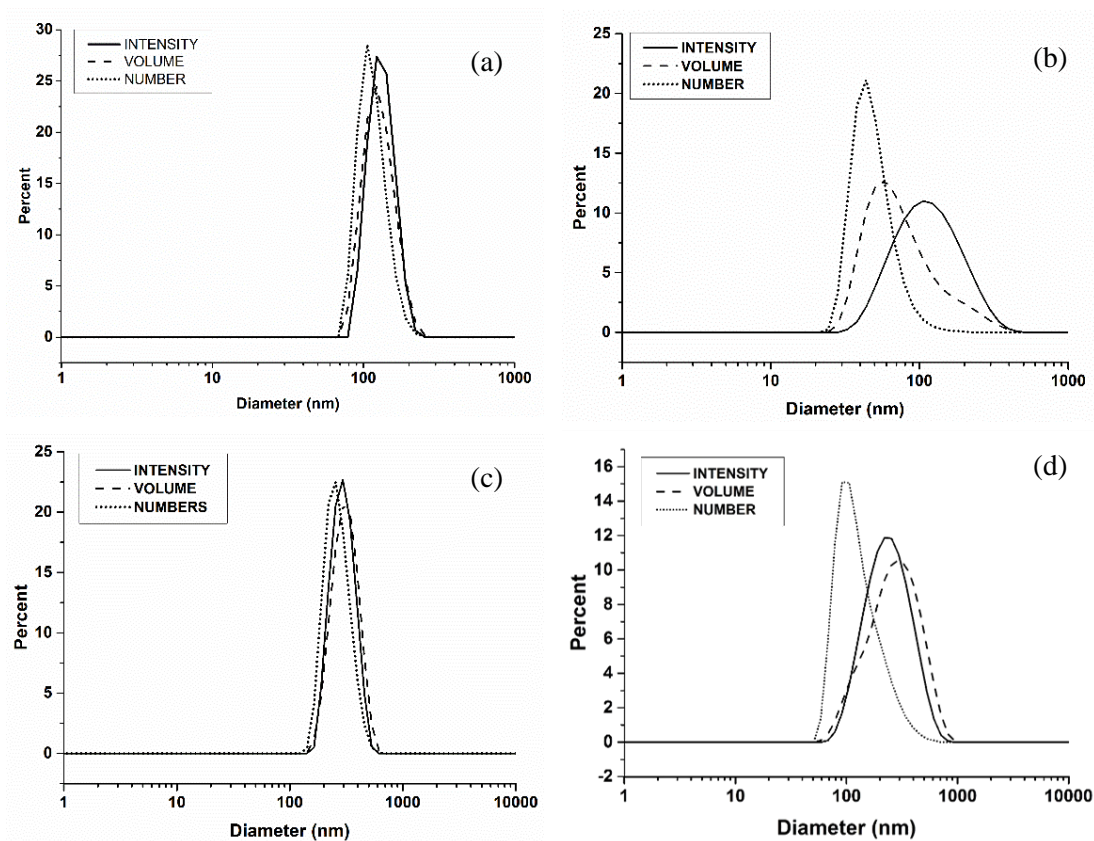 30
25
20
15
10
5
0
Percent
INTENSITY
VOLUME
NUMBER
(a)
1 10 100 1000
Diameter (nm)
25
20
15
10
5
0
Percent
INTENSITY
VOLUME
NUMBER
(b)
1 10 100 1000
Diameter (nm)
25
20
15
10
5
0
Percent
INTENSITY
VOLUME
NUMBERS
(c)
1 10 100 1000 10000
Diameter (nm)
16
14
12
10
8
6
4
2
0
-2
Percent
INTENSITY
VOLUME
NUMBER
(d)
1 10 100 1000 10000
Diameter (nm)